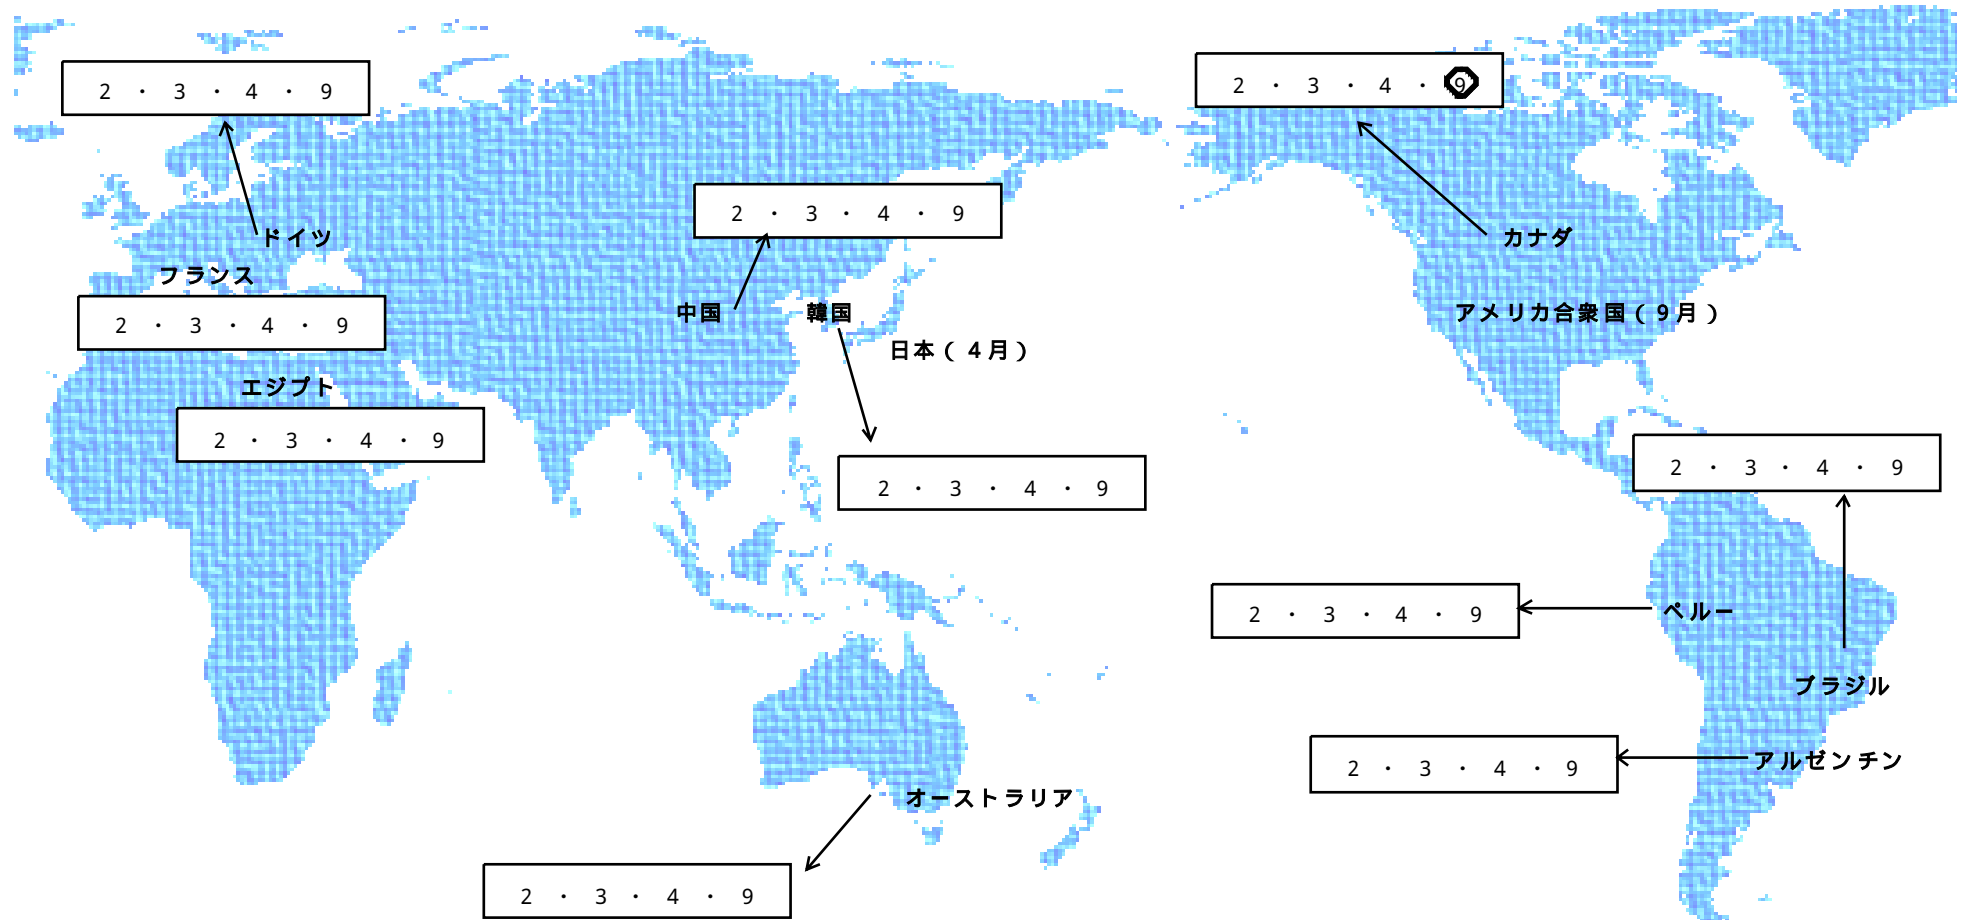 2 ・ 3 ・ 4 ・ 9
2 ・ 3 ・ 4 ・ 9
2 ・ 3 ・ 4 ・ 9
ドイツ
カナダ
フランス
2 ・ 3 ・ 4 ・ 9
中国
韓国
アメリカ合衆国(9月)
日本(4月)
エジプト
2 ・ 3 ・ 4 ・ 9
2 ・ 3 ・ 4 ・ 9
2 ・ 3 ・ 4 ・ 9
2 ・ 3 ・ 4 ・ 9
ペルー
ブラジル
2 ・ 3 ・ 4 ・ 9
アルゼンチン
オーストラリア
2 ・ 3 ・ 4 ・ 9